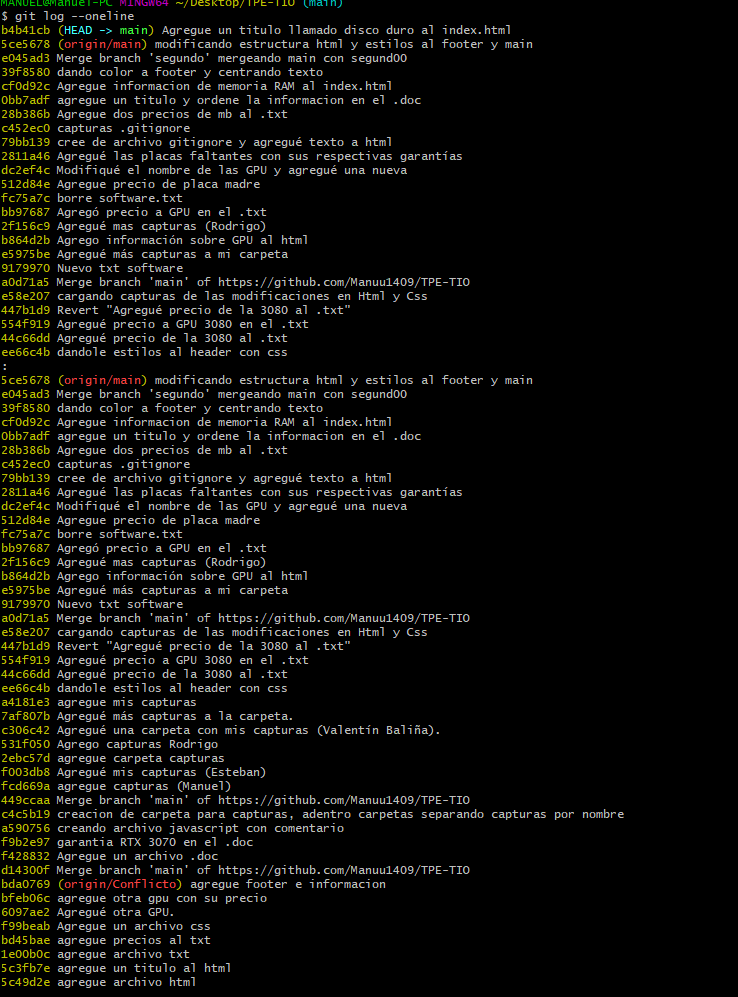 MANUEL@Manuel-PC MINGW64 ~/Desktop/TPE-TIO (main)
$ git log --oneline
b4b41cb (HEAD -> main) Agregue un titulo llamado disco duro al index.html
5ce5678 (origin/main) modificando estructura html y estilos al footer y main
e045ad3 Merge branch 'segundo' mergeando main con segundOO
39f8580 dando color a footer y centrando texto
cf0d92c Agregue informacion de memoria RAM al index.html
0bb7adf agregue un titulo y ordene la informacion en el .doc
28b386b Agregue dos precios de mb al .txt
c452ec0 capturas .gitignore
79bb139 cree de archivo gitignore y agregué texto a html
2811a46 Agregué las placas faltantes con sus respectivas garantías
dc2ef4c Modifiqué el nombre de las GPU y agregué una nueva
512d84e Agregue precio de placa madre
fc75a7c borre software.txt
bb97687 Agregó precio a GPU en el .txt
2f156c9 Agregué mas capturas (Rodrigo)
b864d2b Agrego información sobre GPU al html
e5975be Agregué más capturas a mi carpeta
9179970 Nuevo txt software
a0d71a5 Merge branch 'main' of https://github.com/Manuu1409/TPE-TIO
e58e207 cargando capturas de las modificaciones en Html y Css
447b1d9 Revert "Agregué precio de la 3080 al .txt"
554f919 Agregué precio a GPU 3080 en el .txt
44c66dd Agregué precio de la 3080 al .txt
ee66c4b dandole estilos al header con css
:
5ce5678 (origin/main) modificando estructura html y estilos al footer y main
e045ad3 Merge branch 'segundo' mergeando main con segundOO
39f8580 dando color a footer y centrando texto
cf0d92c Agregue informacion de memoria RAM al index.html
0bb7adf agregue un titulo y ordene la informacion en el .doc
28b386b Agregue dos precios de mb al .txt
c452ec0 capturas .gitignore
79bb139 cree de archivo gitignore y agregué texto a html
2811a46 Agregué las placas faltantes con sus respectivas garantías
dc2ef4c Modifiqué el nombre de las GPU y agregué una nueva
512d84e Agregue precio de placa madre
fc75a7c borre software.txt
bb97687 Agregó precio a GPU en el .txt
2f156c9 Agregué mas capturas (Rodrigo)
b864d2b Agrego información sobre GPU al html
e5975be Agregué más capturas a mi carpeta
9179970 Nuevo txt software
a0d71a5 Merge branch 'main' of https://github.com/Manuu1409/TPE-TIO
e58e207 cargando capturas de las modificaciones en Html y Css
447b1d9 Revert "Agregué precio de la 3080 al .txt"
554f919 Agregué precio a GPU 3080 en el .txt
44c66dd Agregué precio de la 3080 al .txt
ee66c4b dandole estilos al header con css
a4181e3 agregue mis capturas
7af807b Agregué más capturas a la carpeta.
c306c42 Agregué una carpeta con mis capturas (Valentín Baliña).
531f050 Agrego capturas Rodrigo
2ebc57d agregue carpeta capturas
f003db8 Agregué mis capturas (Esteban)
fcd669a agregue capturas (Manuel)
449ccaa Merge branch 'main' of https://github.com/Manuu1409/TPE-TIO
c4c5b19 creacion de carpeta para capturas, adentro carpetas separando capturas por nombre
a590756 creando archivo javascript con comentario
f9b2e97 garantia RTX 3070 en el .doc
f428832 Agregue un archivo .doc
d14300f Merge branch 'main' of https://github.com/Manuu1409/TPE-TIO
bda0769 (origin/Conflicto) agregue footer e informacion
bfeb06c agregue otra gpu con su precio
6097ae2 Agregué otra GPU.
f99beab Agregue un archivo css
bd45bae agregue precios al txt
1e00b0c agregue archivo txt
5c3fb7e agregue un titulo al html
5c49d2e agregue archivo html